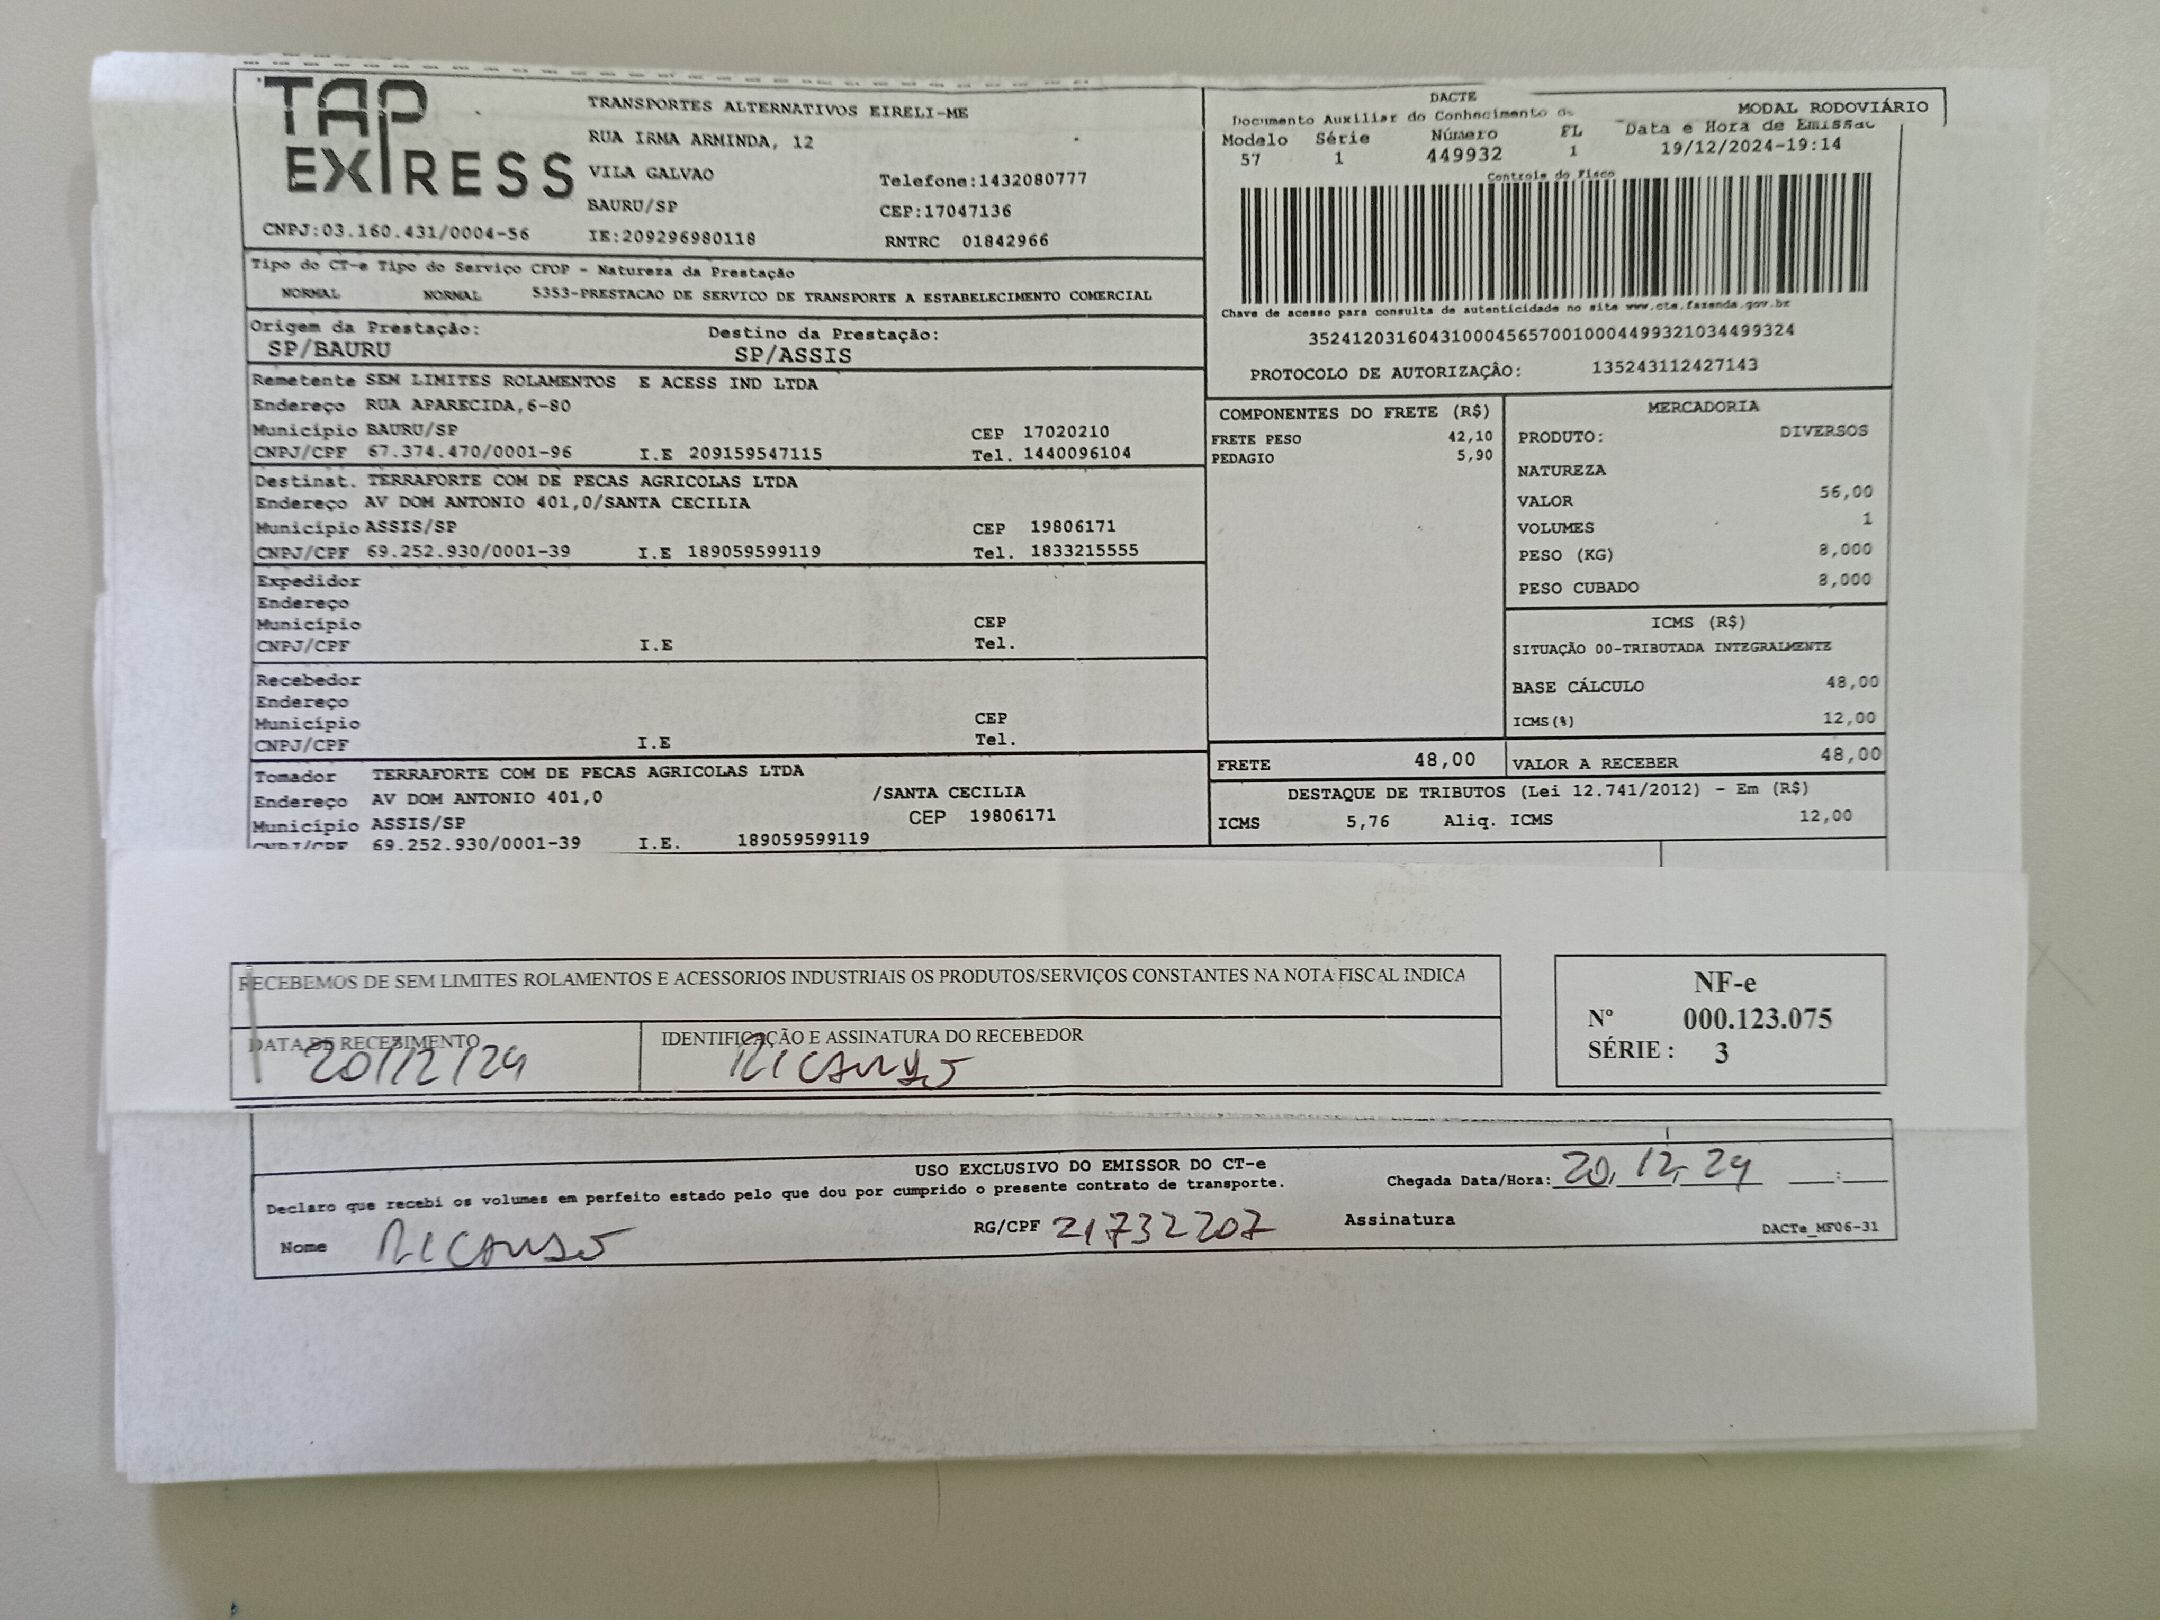 TAP EXPRESS
TRANSPORTES ALTERNATIVOS EIRELI-ME
RUA IRMA ARMINDA, 12
VILA GALVAO
Telefone:1432080777
BAURU/SP
CEP:17047136
CNPJ:03.160.431/0004-56
IE:209296980118
RNTRC 01842966
DACTE
MODAL RODOVIÁRIO
Documento Auxiliar do Conhecimento de
Modelo Série Número FL Data e Hora de Emissao
57 1 449932 1 19/12/2024-19:14
Controle do Fisco
Chave de acesso para consulta de autenticidade no site www.cte.fazenda.gov.br
35241203160431000456570010004499321034499324
PROTOCOLO DE AUTORIZAÇÂO: 135243112427143
Tipo do CT-e Tipo do Serviço CFOP - Natureza da Prestação
NORMAL NORMAL 5353-PRESTACAO DE SERVICO DE TRANSPORTE A ESTABELECIMENTO COMERCIAL
Origem da Prestação: Destino da Prestação:
SP/BAURU SP/ASSIS
Remetente SEM LIMITES ROLAMENTOS E ACESS IND LTDA
Endereço RUA APARECIDA,6-80
Município BAURU/SP CEP 17020210
CNPJ/CPF 67.374.470/0001-96 I.E 209159547115 Tel. 1440096104
Destinat. TERRAFORTE COM DE PECAS AGRICOLAS LTDA
Endereço AV DOM ANTONIO 401,0/SANTA CECILIA
Município ASSIS/SP CEP 19806171
CNPJ/CPF 69.252.930/0001-39 I.E 189059599119 Tel. 1833215555
Expedidor
Endereço
Município CEP
CNPJ/CPF I.E Tel.
Recebedor
Endereço
Município CEP
CNPJ/CPF I.E Tel.
Tomador TERRAFORTE COM DE PECAS AGRICOLAS LTDA
Endereço AV DOM ANTONIO 401,0 /SANTA CECILIA
Município ASSIS/SP CEP 19806171
CNPJ/CPF 69.252.930/0001-39 I.E. 189059599119
COMPONENTES DO FRETE (R$)
FRETE PESO 42,10
PEDAGIO 5,90
MERCADORIA
PRODUTO: DIVERSOS
NATUREZA
VALOR 56,00
VOLUMES 1
PESO (KG) 8,000
PESO CUBADO 8,000
ICMS (R$)
SITUAÇÃO 00-TRIBUTADA INTEGRALMENTE
BASE CÁLCULO 48,00
ICMS(%) 12,00
FRETE 48,00 VALOR A RECEBER 48,00
DESTAQUE DE TRIBUTOS (Lei 12.741/2012) - Em (R$)
ICMS 5,76 Aliq. ICMS 12,00
RECEBEMOS DE SEM LIMITES ROLAMENTOS E ACESSORIOS INDUSTRIAIS OS PRODUTOS/SERVIÇOS CONSTANTES NA NOTA FISCAL INDICA
DATA DE RECEBIMENTO IDENTIFICAÇÃO E ASSINATURA DO RECEBEDOR
20/12/24 RICARDO
NF-e
Nº 000.123.075
SÉRIE : 3
USO EXCLUSIVO DO EMISSOR DO CT-e
Declaro que recebi os volumes em perfeito estado pelo que dou por cumprido o presente contrato de transporte.
Chegada Data/Hora: 20,12,24 :
Nome RICARDO RG/CPF 21732207 Assinatura
DACTe_MF06-31